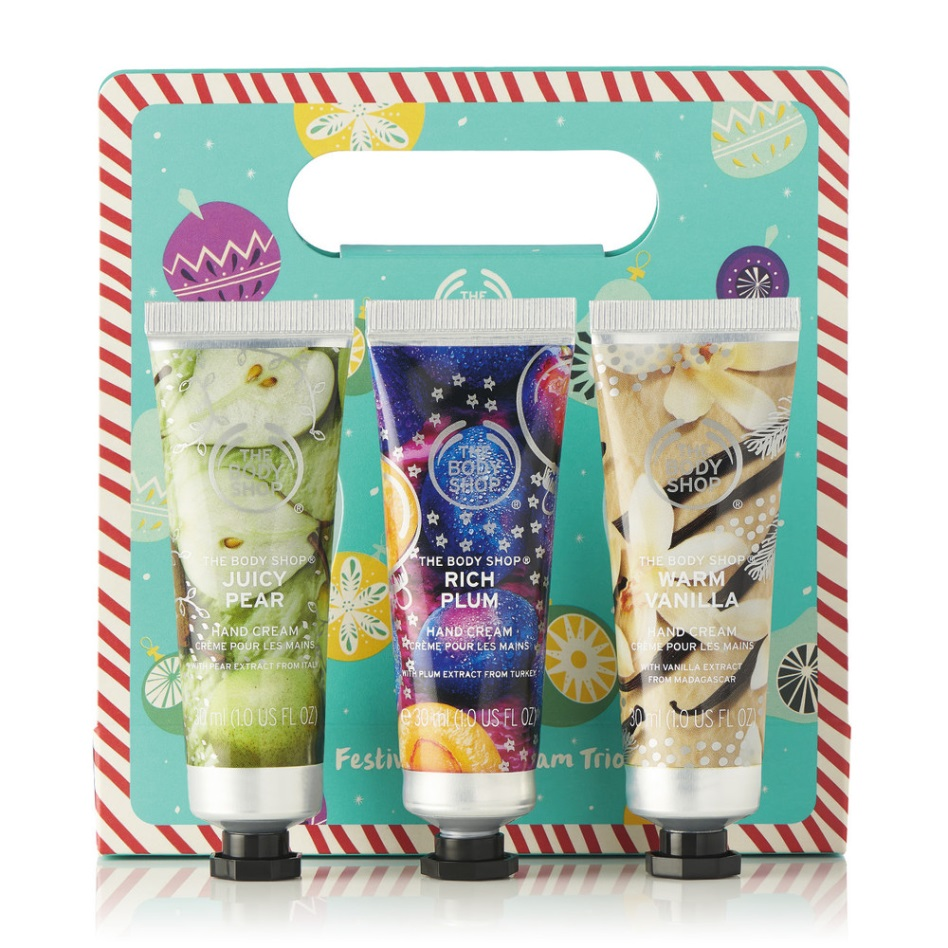 THE
THE
BODY
SHOP
®
THE BODY SHOP®
JUICY
PEAR
HAND CREAM
CRÈME POUR LES MAINS
WITH PEAR EXTRACT FROM ITALY
30 ml (1.0 US FL OZ)
THE
BODY
SHOP
®
THE BODY SHOP®
RICH
PLUM
HAND CREAM
CRÈME POUR LES MAINS
WITH PLUM EXTRACT FROM TURKEY
e 30 ml (1.0 US FL OZ)
THE
BODY
SHOP
®
THE BODY SHOP®
WARM
VANILLA
HAND CREAM
CRÈME POUR LES MAINS
WITH VANILLA EXTRACT
FROM MADAGASCAR
30 ml (1.0 US FL OZ)
Festiv am Trio